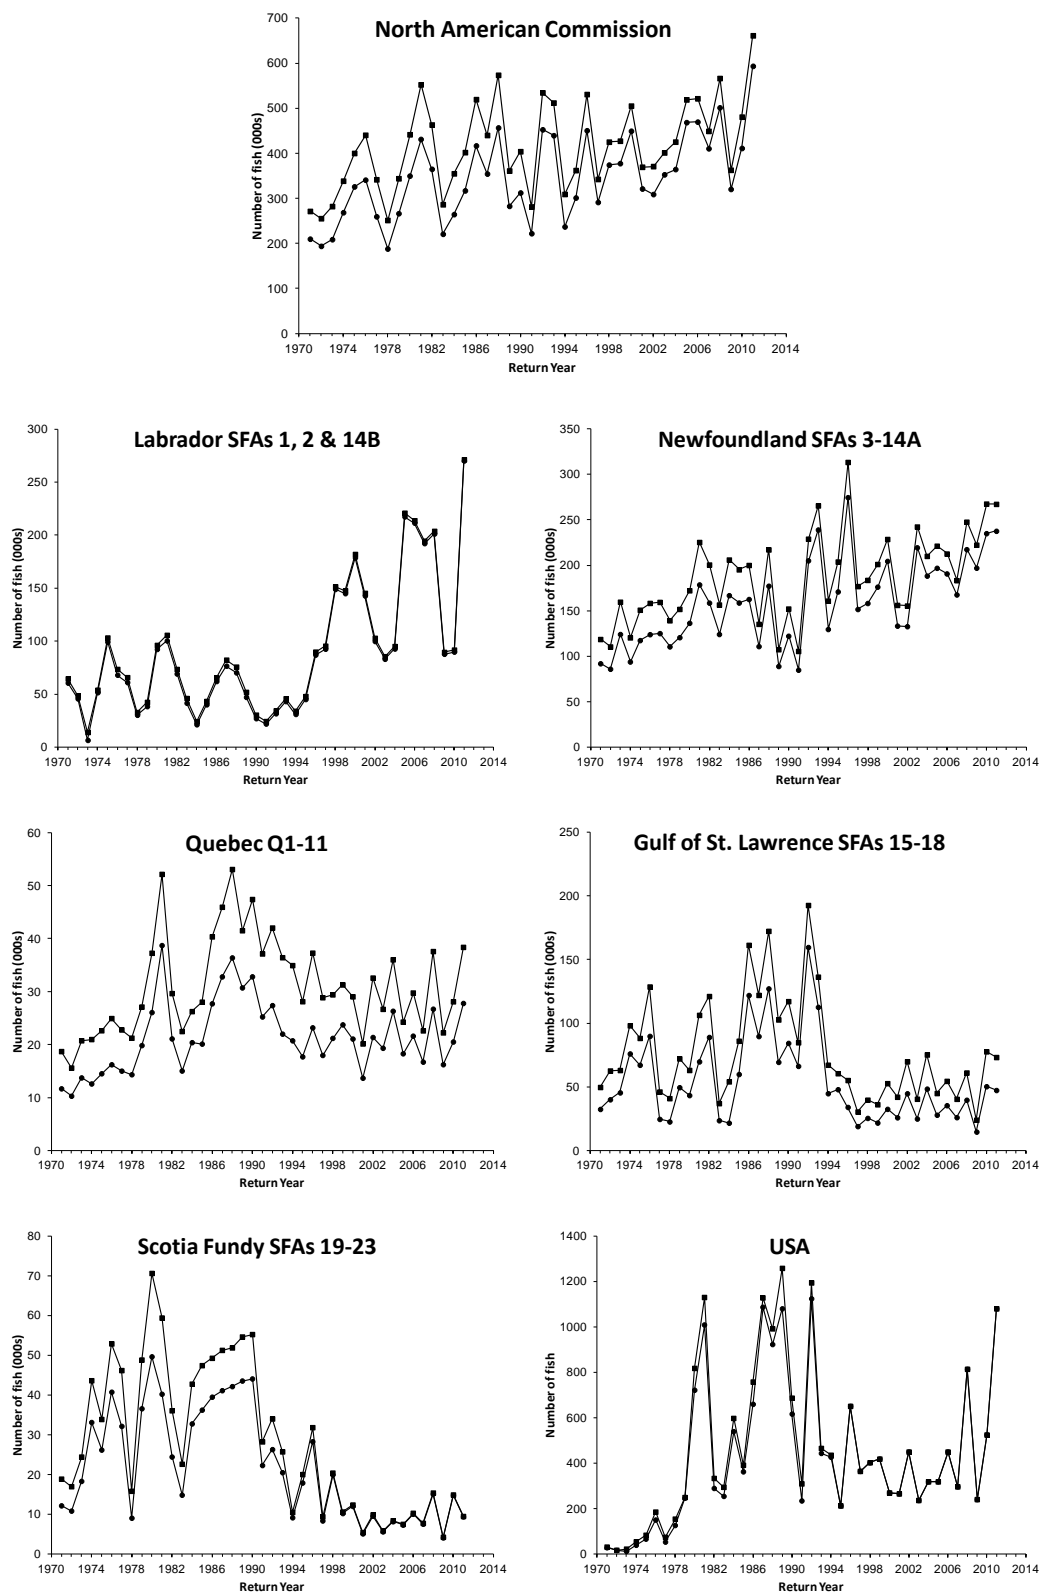 North American Commission
Number of fish (000s)
700
600
500
400
300
200
100
0
1970 1974 1978 1982 1986 1990 1994 1998 2002 2006 2010 2014
Return Year
Labrador SFAs 1, 2 & 14B
Number of fish (000s)
300
250
200
150
100
50
0
1970 1974 1978 1982 1986 1990 1994 1998 2002 2006 2010 2014
Return Year
Newfoundland SFAs 3-14A
Number of fish (000s)
350
300
250
200
150
100
50
0
1970 1974 1978 1982 1986 1990 1994 1998 2002 2006 2010 2014
Return Year
Quebec Q1-11
Number of fish (000s)
60
50
40
30
20
10
0
1970 1974 1978 1982 1986 1990 1994 1998 2002 2006 2010 2014
Return Year
Gulf of St. Lawrence SFAs 15-18
Number of fish (000s)
250
200
150
100
50
0
1970 1974 1978 1982 1986 1990 1994 1998 2002 2006 2010 2014
Return Year
Scotia Fundy SFAs 19-23
Number of fish (000s)
80
70
60
50
40
30
20
10
0
1970 1974 1978 1982 1986 1990 1994 1998 2002 2006 2010 2014
Return Year
USA
Number of fish
1400
1200
1000
800
600
400
200
0
1970 1974 1978 1982 1986 1990 1994 1998 2002 2006 2010 2014
Return Year